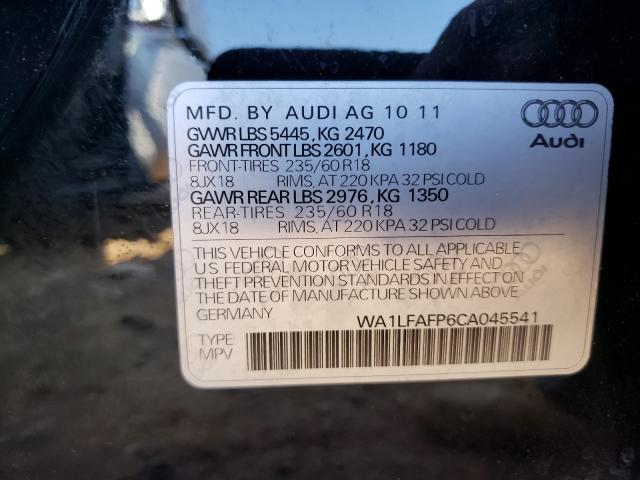 MFD. BY AUDI AG 10 11
GVWR LBS 5445, KG 2470
GAWR FRONT LBS 2601, KG 1180
FRONT-TIRES 235/60 R18
8JX18 RIMS, AT 220 KPA 32 PSI COLD
GAWR REAR LBS 2976, KG 1350
REAR-TIRES 235/60 R18
8JX18 RIMS, AT 220 KPA 32 PSI COLD
Audi
THIS VEHICLE CONFORMS TO ALL APPLICABLE
U.S. FEDERAL MOTOR VEHICLE SAFETY AND
THEFT PREVENTION STANDARDS IN EFFECT ON
THE DATE OF MANUFACTURE SHOWN ABOVE
GERMANY WA1LFAFP6CA045541
TYPE
MPV